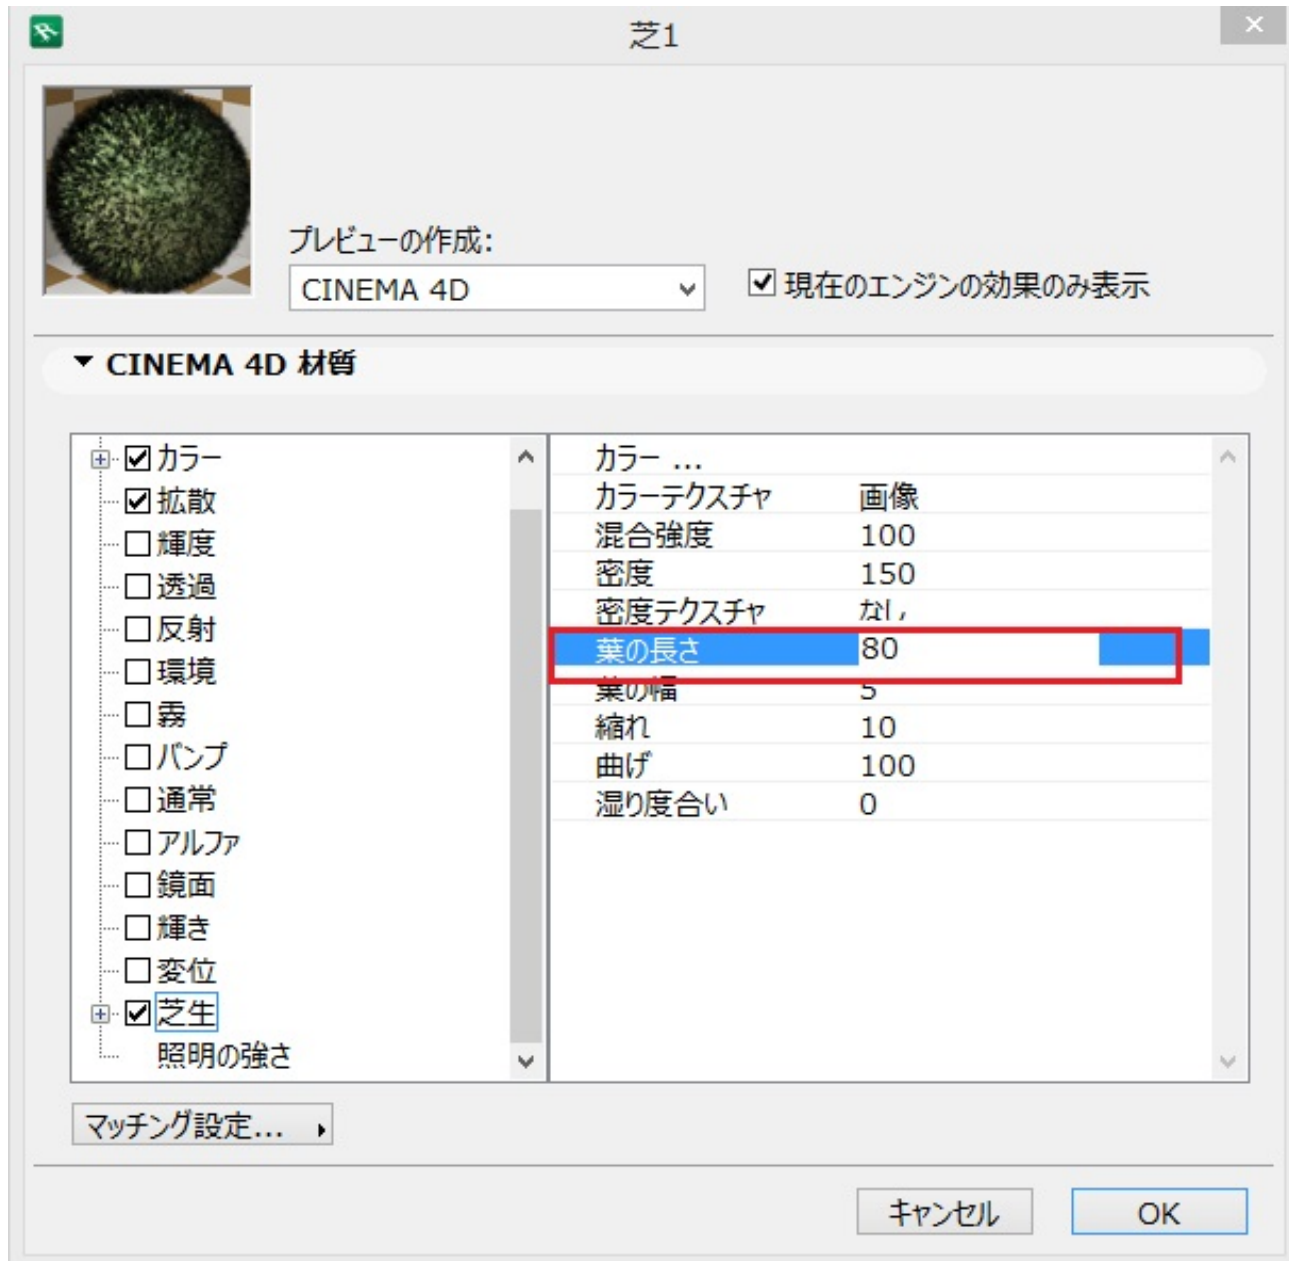 芝1
プレビューの作成:
CINEMA 4D
現在のエンジンの効果のみ表示
CINEMA 4D 材質
カラー
拡散
輝度
透過
反射
環境
霧
バンプ
通常
アルファ
鏡面
輝き
変位
芝生
照明の強さ
カラー ...
カラーテクスチャ 画像
混合強度 100
密度 150
密度テクスチャ なし
葉の長さ 80
葉の幅 5
縮れ 10
曲げ 100
湿り度合い 0
マッチング設定...
キャンセル
OK